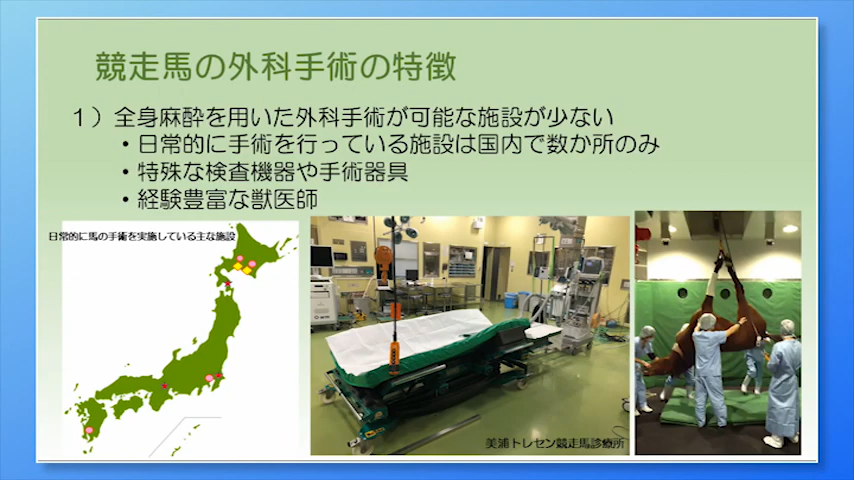 競走馬の外科手術の特徴
1）全身麻酔を用いた外科手術が可能な施設が少ない
・日常的に手術を行っている施設は国内で数か所のみ
・特殊な検査機器や手術器具
・経験豊富な獣医師
日常的に馬の手術を実施している主な施設
美浦トレセン競走馬診療所